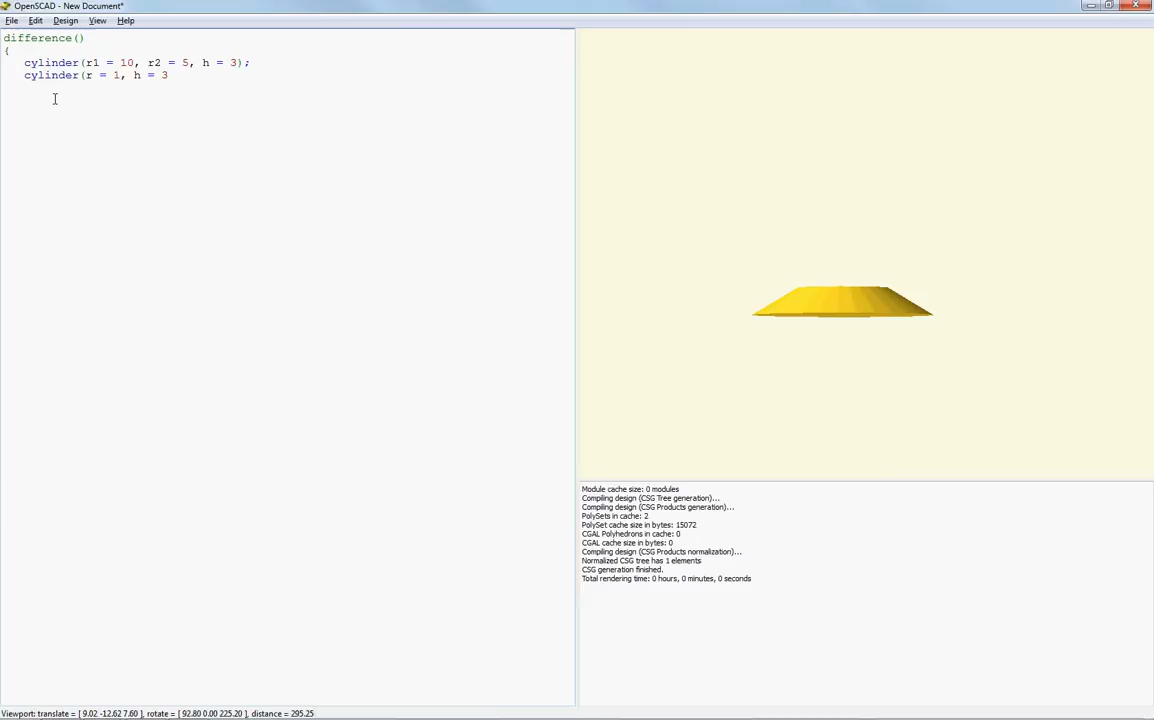 OpenSCAD - New Document*
File Edit Design View Help
difference()
{
cylinder(r1 = 10, r2 = 5, h = 3);
cylinder(r = 1, h = 3
Module cache size: 0 modules
Compiling design (CSG Tree generation)...
Compiling design (CSG Products generation)...
PolySets in cache: 2
PolySet cache size in bytes: 15072
CGAL Polyhedrons in cache: 0
CGAL cache size in bytes: 0
Compiling design (CSG Products normalization)...
Normalized CSG tree has 1 elements
CSG generation finished.
Total rendering time: 0 hours, 0 minutes, 0 seconds
Viewport: translate = [ 9.02 -12.62 7.60 ], rotate = [ 92.80 0.00 225.20 ], distance = 295.25